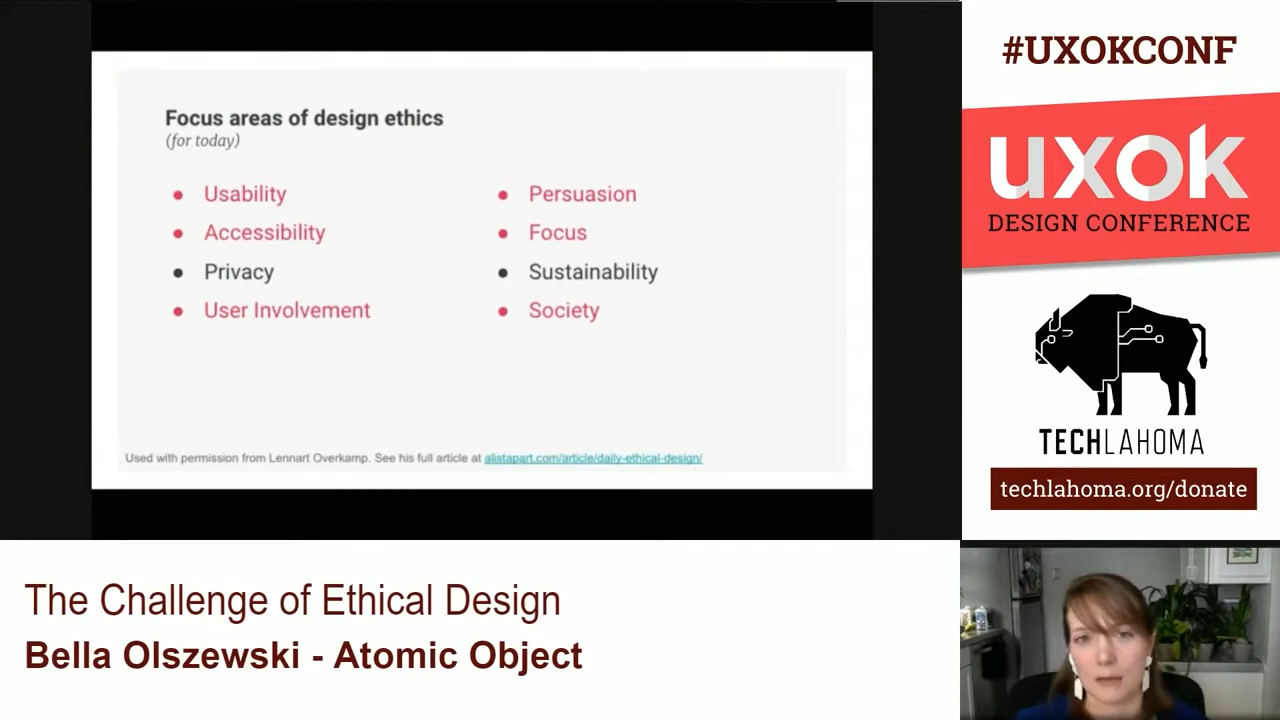 Focus areas of design ethics
(for today)
● Usability
● Accessibility
● Privacy
● User Involvement
● Persuasion
● Focus
● Sustainability
● Society
Used with permission from Lennart Overkamp. See his full article at alistapart.com/article/daily-ethical-design/
#UXOKCONF
uxok
DESIGN CONFERENCE
TECHLAHOMA
techlahoma.org/donate
The Challenge of Ethical Design
Bella Olszewski - Atomic Object